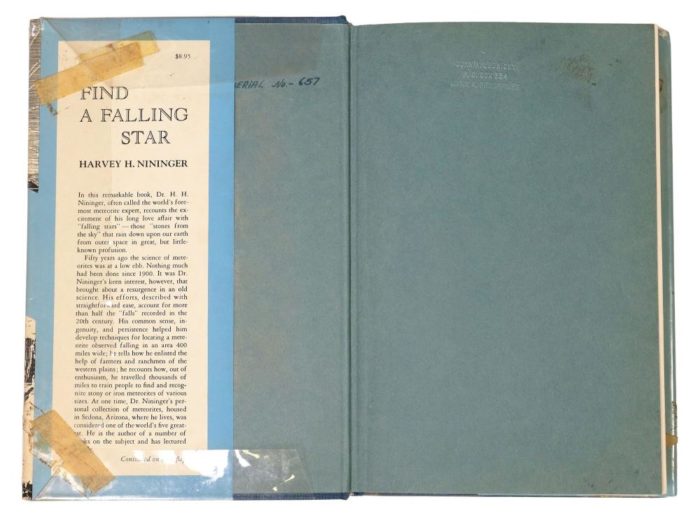 $8.95
SERIAL No.- 657
FIND
A FALLING
STAR
HARVEY H. NININGER
In this remarkable book, Dr. H. H.
Nininger, often called the world's fore-
most meteorite expert, recounts the ex-
citement of his long love affair with
"falling stars" — those "stones from
the sky" that rain down upon our earth
from outer space in great, but little-
known profusion.
Fifty years ago the science of mete-
orites was at a low ebb. Nothing much
had been done since 1900. It was Dr.
Nininger's keen interest, however, that
brought about a resurgence in an old
science. His efforts, described with
straightforward ease, account for more
than half the "falls" recorded in the
20th century. His common sense, in-
genuity, and persistence helped him
develop techniques for locating a mete-
orite observed falling in an area 400
miles wide; he tells how he enlisted the
help of farmers and ranchmen of the
western plains; he recounts how, out of
enthusiasm, he travelled thousands of
miles to train people to find and recog-
nize stony or iron meteorites of various
sizes. At one time, Dr. Nininger's per-
sonal collection of meteorites, housed
in Sedona, Arizona, where he lives, was
considered one of the world's five great-
est. He is the author of a number of
books on the subject and has lectured
Continued on flap